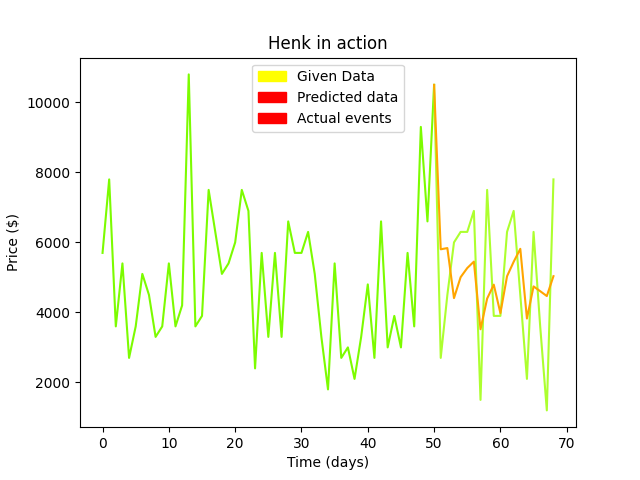 Henk in action
Given Data
Predicted data
Actual events
Price ($)
10000
8000
6000
4000
2000
0 10 20 30 40 50 60 70
Time (days)